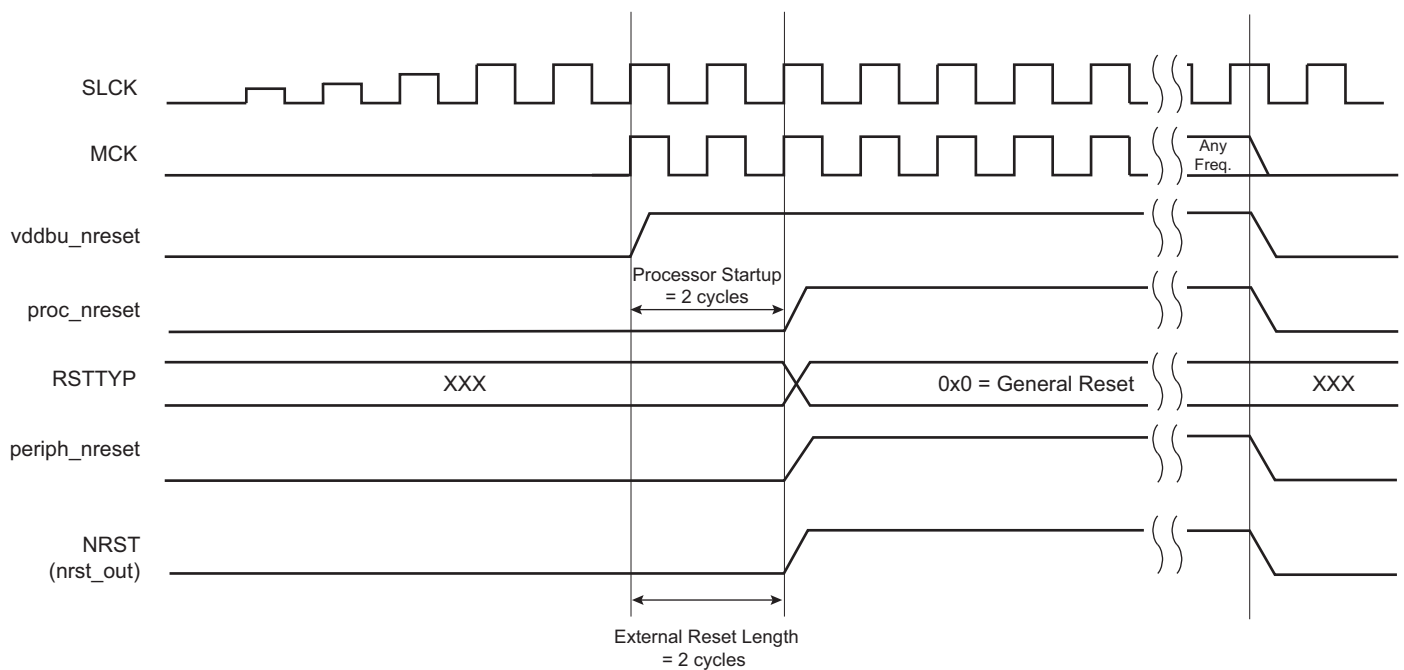 SLCK
MCK
Any
Freq.
vddbu_nreset
Processor Startup
= 2 cycles
proc_nreset
RSTTYP
XXX
0x0 = General Reset
XXX
periph_nreset
NRST
(nrst_out)
External Reset Length
= 2 cycles